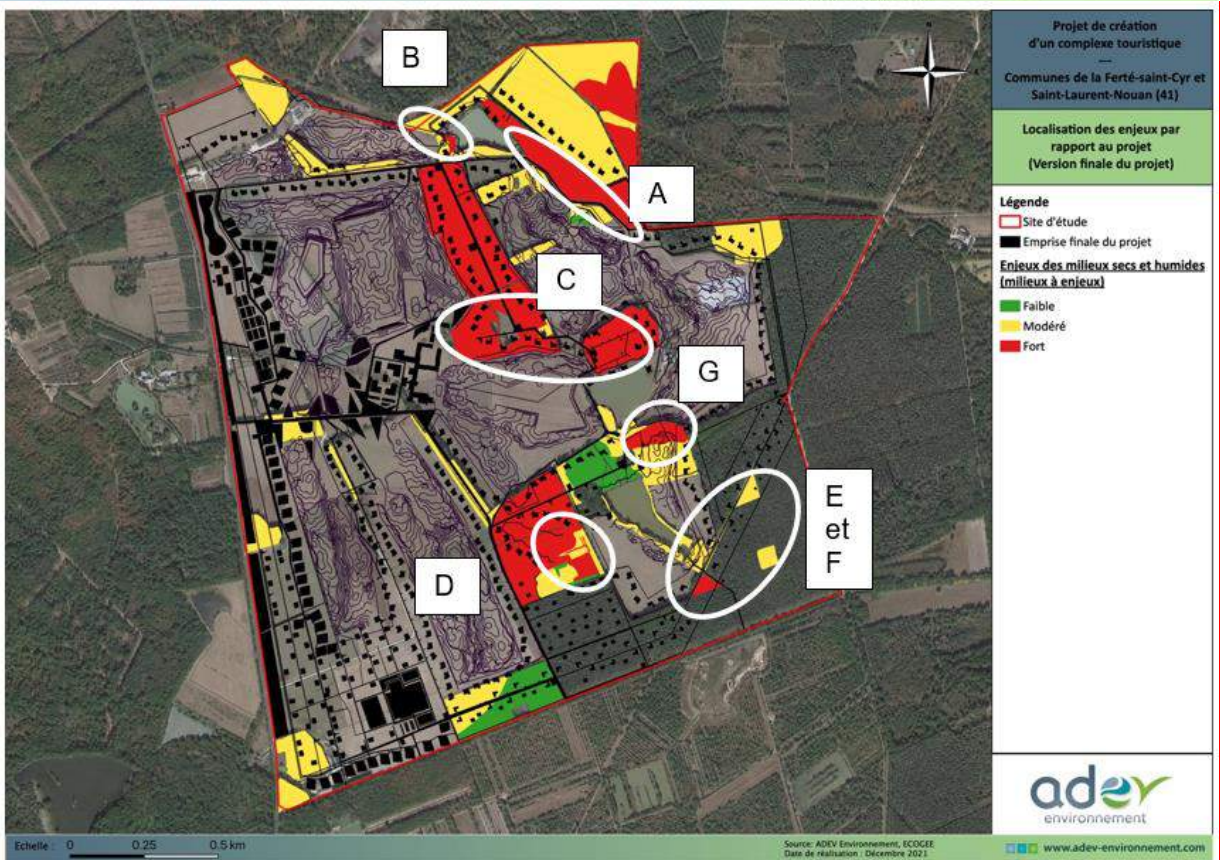 B
A
C
G
E
et
F
D
N
Projet de création
d'un complexe touristique
---
Communes de la Ferté-saint-Cyr et
Saint-Laurent-Nouan (41)
Localisation des enjeux par
rapport au projet
(Version finale du projet)
Légende
Site d'étude
Emprise finale du projet
Enjeux des milieux secs et humides
(milieux à enjeu)
Faible
Modéré
Fort
adev
environnement
Echelle : 0 0.25 0.5 km
Source: ADEV Environnement, ECOGEE
Date de réalisation : Décembre 2021
www.adev-environnement.com